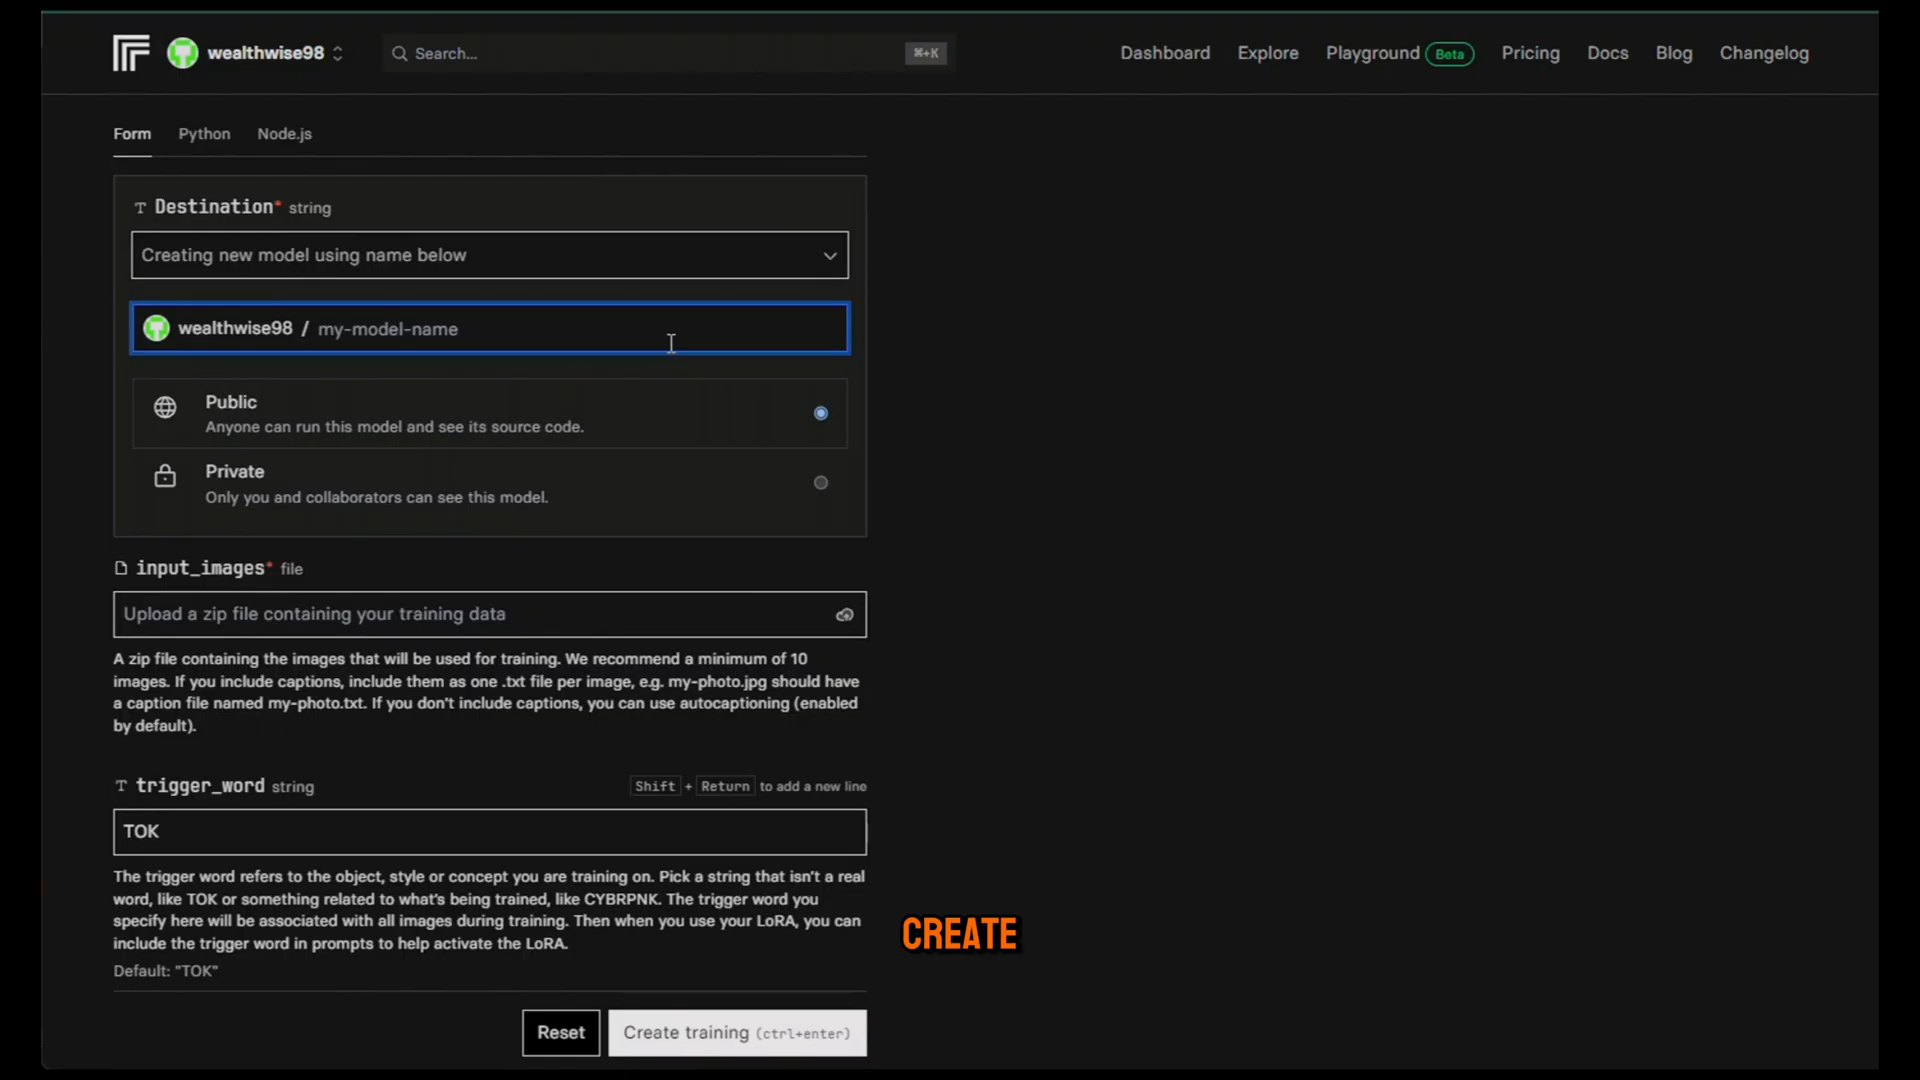 wealthwise98
Search...
⌘+K
Dashboard
Explore
Playground
Beta
Pricing
Docs
Blog
Changelog
Form
Python
Node.js
Destination* string
Creating new model using name below
wealthwise98 / my-model-name
Public
Anyone can run this model and see its source code.
Private
Only you and collaborators can see this model.
input_images* file
Upload a zip file containing your training data
A zip file containing the images that will be used for training. We recommend a minimum of 10
images. If you include captions, include them as one .txt file per image, e.g. my-photo.jpg should have
a caption file named my-photo.txt. If you don't include captions, you can use autocaptioning (enabled
by default).
T trigger_word string
Shift + Return to add a new line
TOK
The trigger word refers to the object, style or concept you are training on. Pick a string that isn't a real
word, like TOK or something related to what's being trained, like CYBRPNK. The trigger word you
specify here will be associated with all images during training. Then when you use your LoRA, you can
include the trigger word in prompts to help activate the LoRA.
Default: "TOK"
CREATE
Reset
Create training (ctrl+enter)